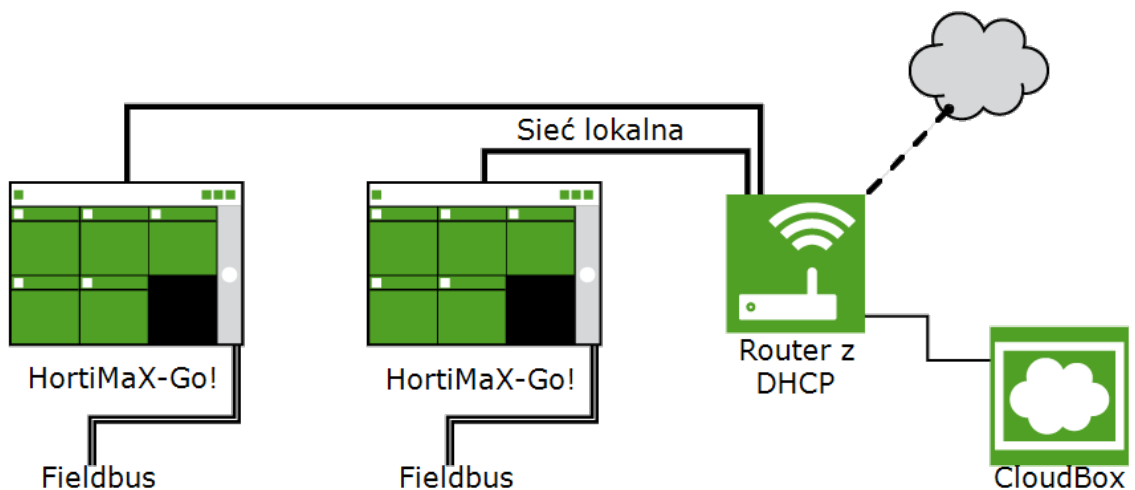 Sieć lokalna
HortiMaX-Go!
HortiMaX-Go!
Router z
DHCP
Fieldbus
Fieldbus
CloudBox